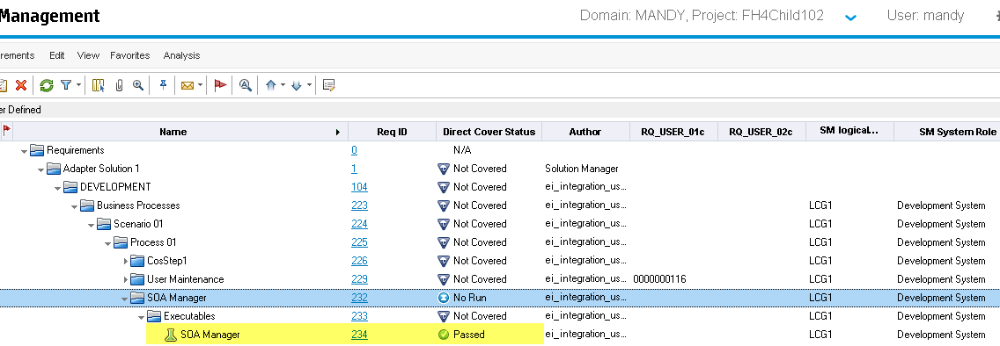 Management Domain: MANDY, Project: FH4Child102 User: mandy
rements Edit View Favorites Analysis
er Defined
Name Req ID Direct Cover Status Author RQ_USER_01c RQ_USER_02c SM logical... SM System Role
Requirements 0 N/A
Adapter Solution 1 1 Not Covered Solution Manager
DEVELOPMENT 104 Not Covered ei_integration_us...
Business Processes 223 Not Covered ei_integration_us... LCG1 Development System
Scenario 01 224 Not Covered ei_integration_us... LCG1 Development System
Process 01 225 Not Covered ei_integration_us... LCG1 Development System
CosStep1 226 Not Covered ei_integration_us... LCG1 Development System
User Maintenance 229 Not Covered ei_integration_us... 0000000116 LCG1 Development System
SOA Manager 232 No Run ei_integration_us... LCG1 Development System
Executables 233 Not Covered ei_integration_us... LCG1 Development System
SOA Manager 234 Passed ei_integration_us... LCG1 Development System